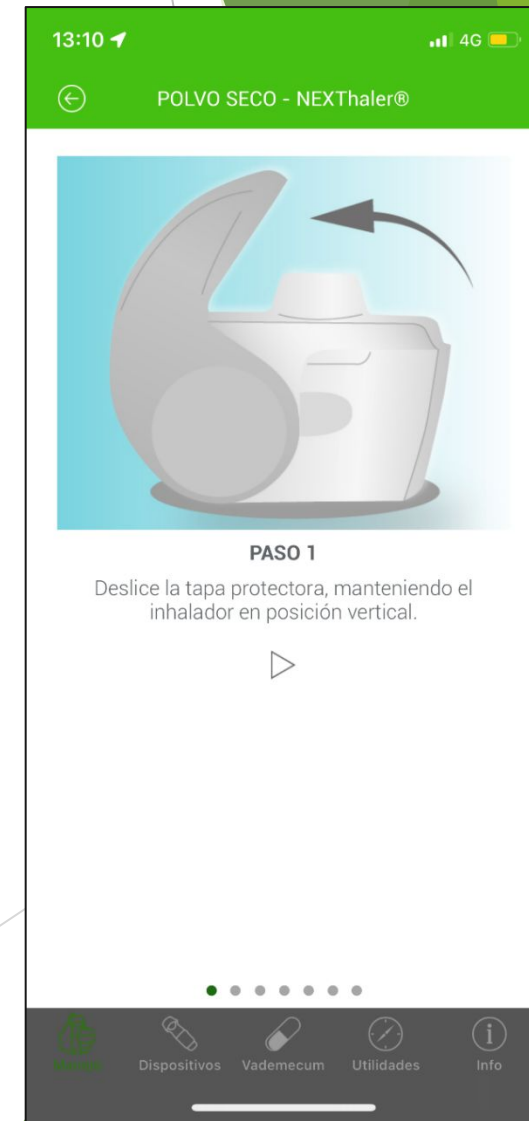 13:10
4G
POLVO SECO - NEXThaler®
PASO 1
Deslice la tapa protectora, manteniendo el
inhalador en posición vertical.
Dispositivos Vademecum Utilidades Info